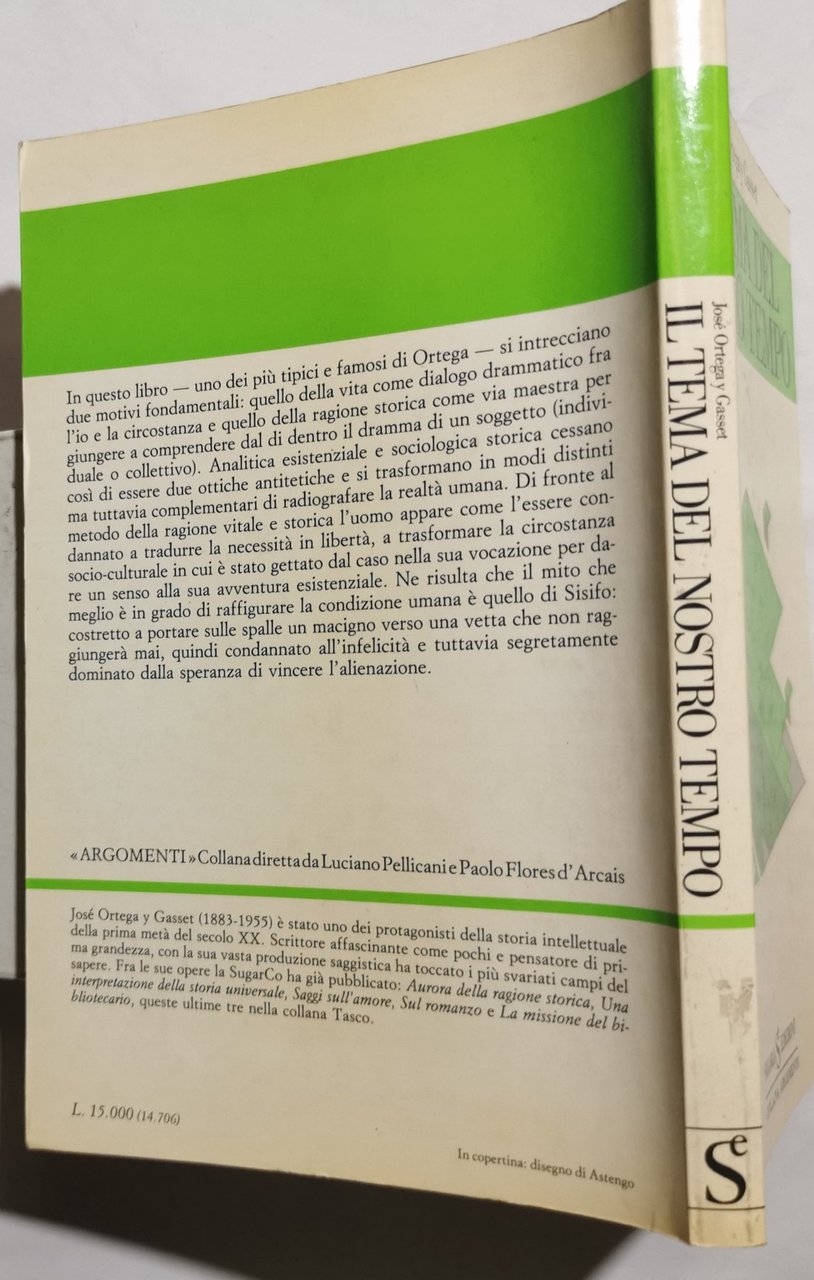 In questo libro — uno dei più tipici e famosi di Ortega — si intrecciano
due motivi fondamentali: quello della vita come dialogo drammatico fra
l'io e la circostanza e quello della ragione storica come via maestra per
giungere a comprendere dal di dentro il dramma di un soggetto (indivi-
duale o collettivo). Analitica esistenziale e sociologica storica cessano
così di essere due ottiche antitetiche e si trasformano in modi distinti
ma tuttavia complementari di radiografare la realtà umana. Di fronte al
metodo della ragione vitale e storica l'uomo appare come l'essere con-
dannato a tradurre la necessità in libertà, a trasformare la circostanza
socio-culturale in cui è stato gettato dal caso nella sua vocazione per da-
re un senso alla sua avventura esistenziale. Ne risulta che il mito che
meglio è in grado di raffigurare la condizione umana è quello di Sisifo:
costretto a portare sulle spalle un macigno verso una vetta che non rag-
giungerà mai, quindi condannato all'infelicità e tuttavia segretamente
dominato dalla speranza di vincere l'alienazione.
«ARGOMENTI» Collana diretta da Luciano Pellicani e Paolo Flores d'Arcais
José Ortega y Gasset (1883-1955) è stato uno dei protagonisti della storia intellettuale
della prima metà del secolo XX. Scrittore affascinante come pochi e pensatore di pri-
ma grandezza, con la sua vasta produzione saggistica ha toccato i più svariati campi del
sapere. Fra le sue opere la SugarCo ha già pubblicato: Aurora della ragione storica, Una
interpretazione della storia universale, Saggi sull'amore, Sul romanzo e La missione del bi-
bliotecario, queste ultime tre nella collana Tasco.
L. 15.000 (14.706)
In copertina: disegno di Astengo
José Ortega y Gasset
IL TEMA DEL NOSTRO TEMPO
Se
y Gasset
DEL
TEMPO